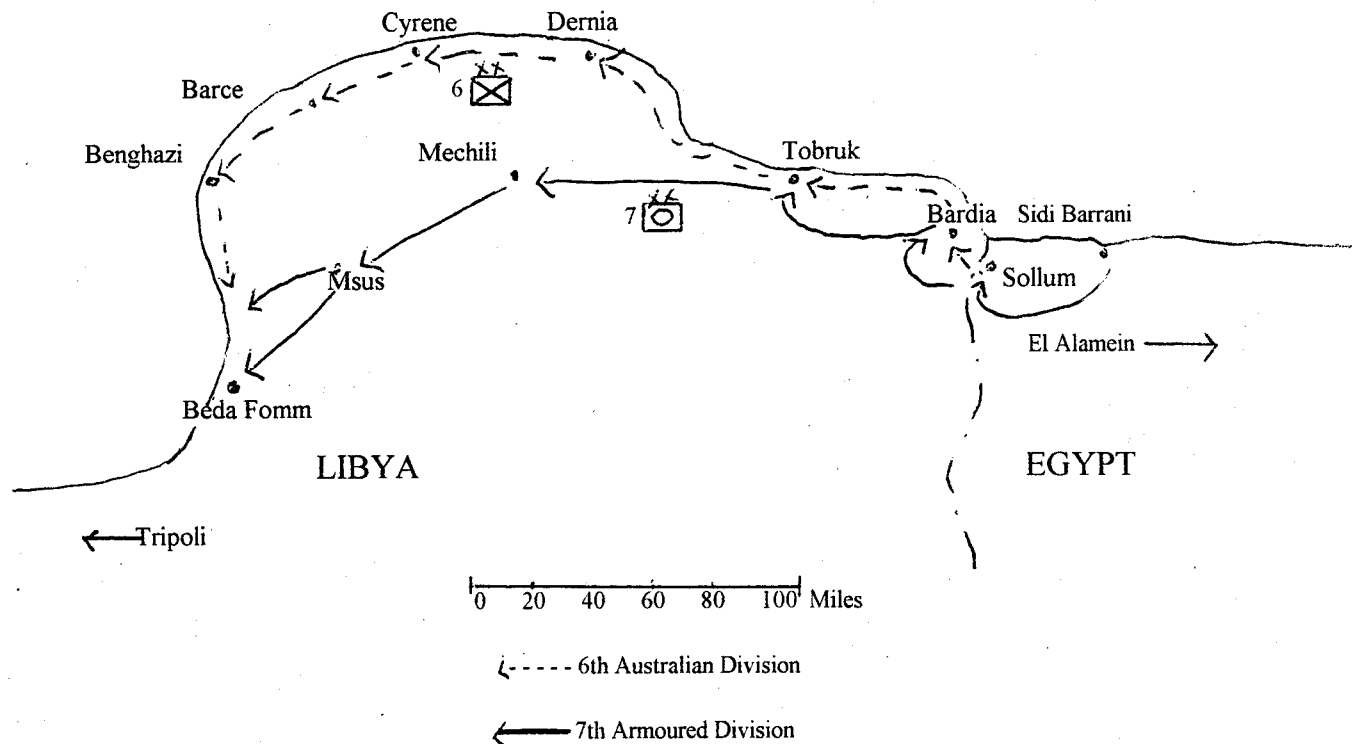 Cyrene
Dernia
6
Barce
Benghazi
Mechili
Tobruk
7
Bardia
Sidi Barrani
Msus
Sollum
El Alamein
Beda Fomm
LIBYA
EGYPT
Tripoli
0 20 40 60 80 100 Miles
6th Australian Division
7th Armoured Division